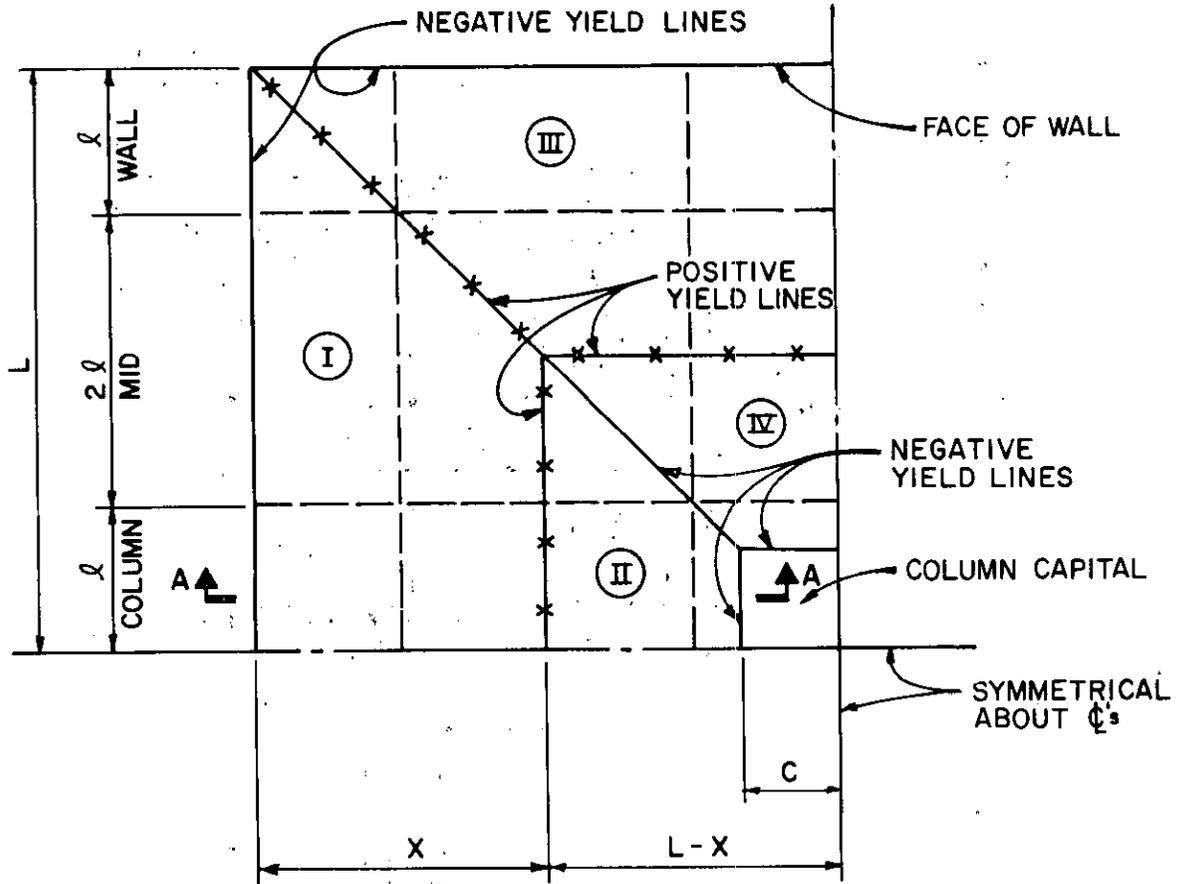 NEGATIVE YIELD LINES
FACE OF WALL
III
l
WALL
POSITIVE
YIELD LINES
L
2l
MID
I
IV
NEGATIVE
YIELD LINES
l
COLUMN
A
II
A
COLUMN CAPITAL
SYMMETRICAL
ABOUT ℄'s
C
X
L-X